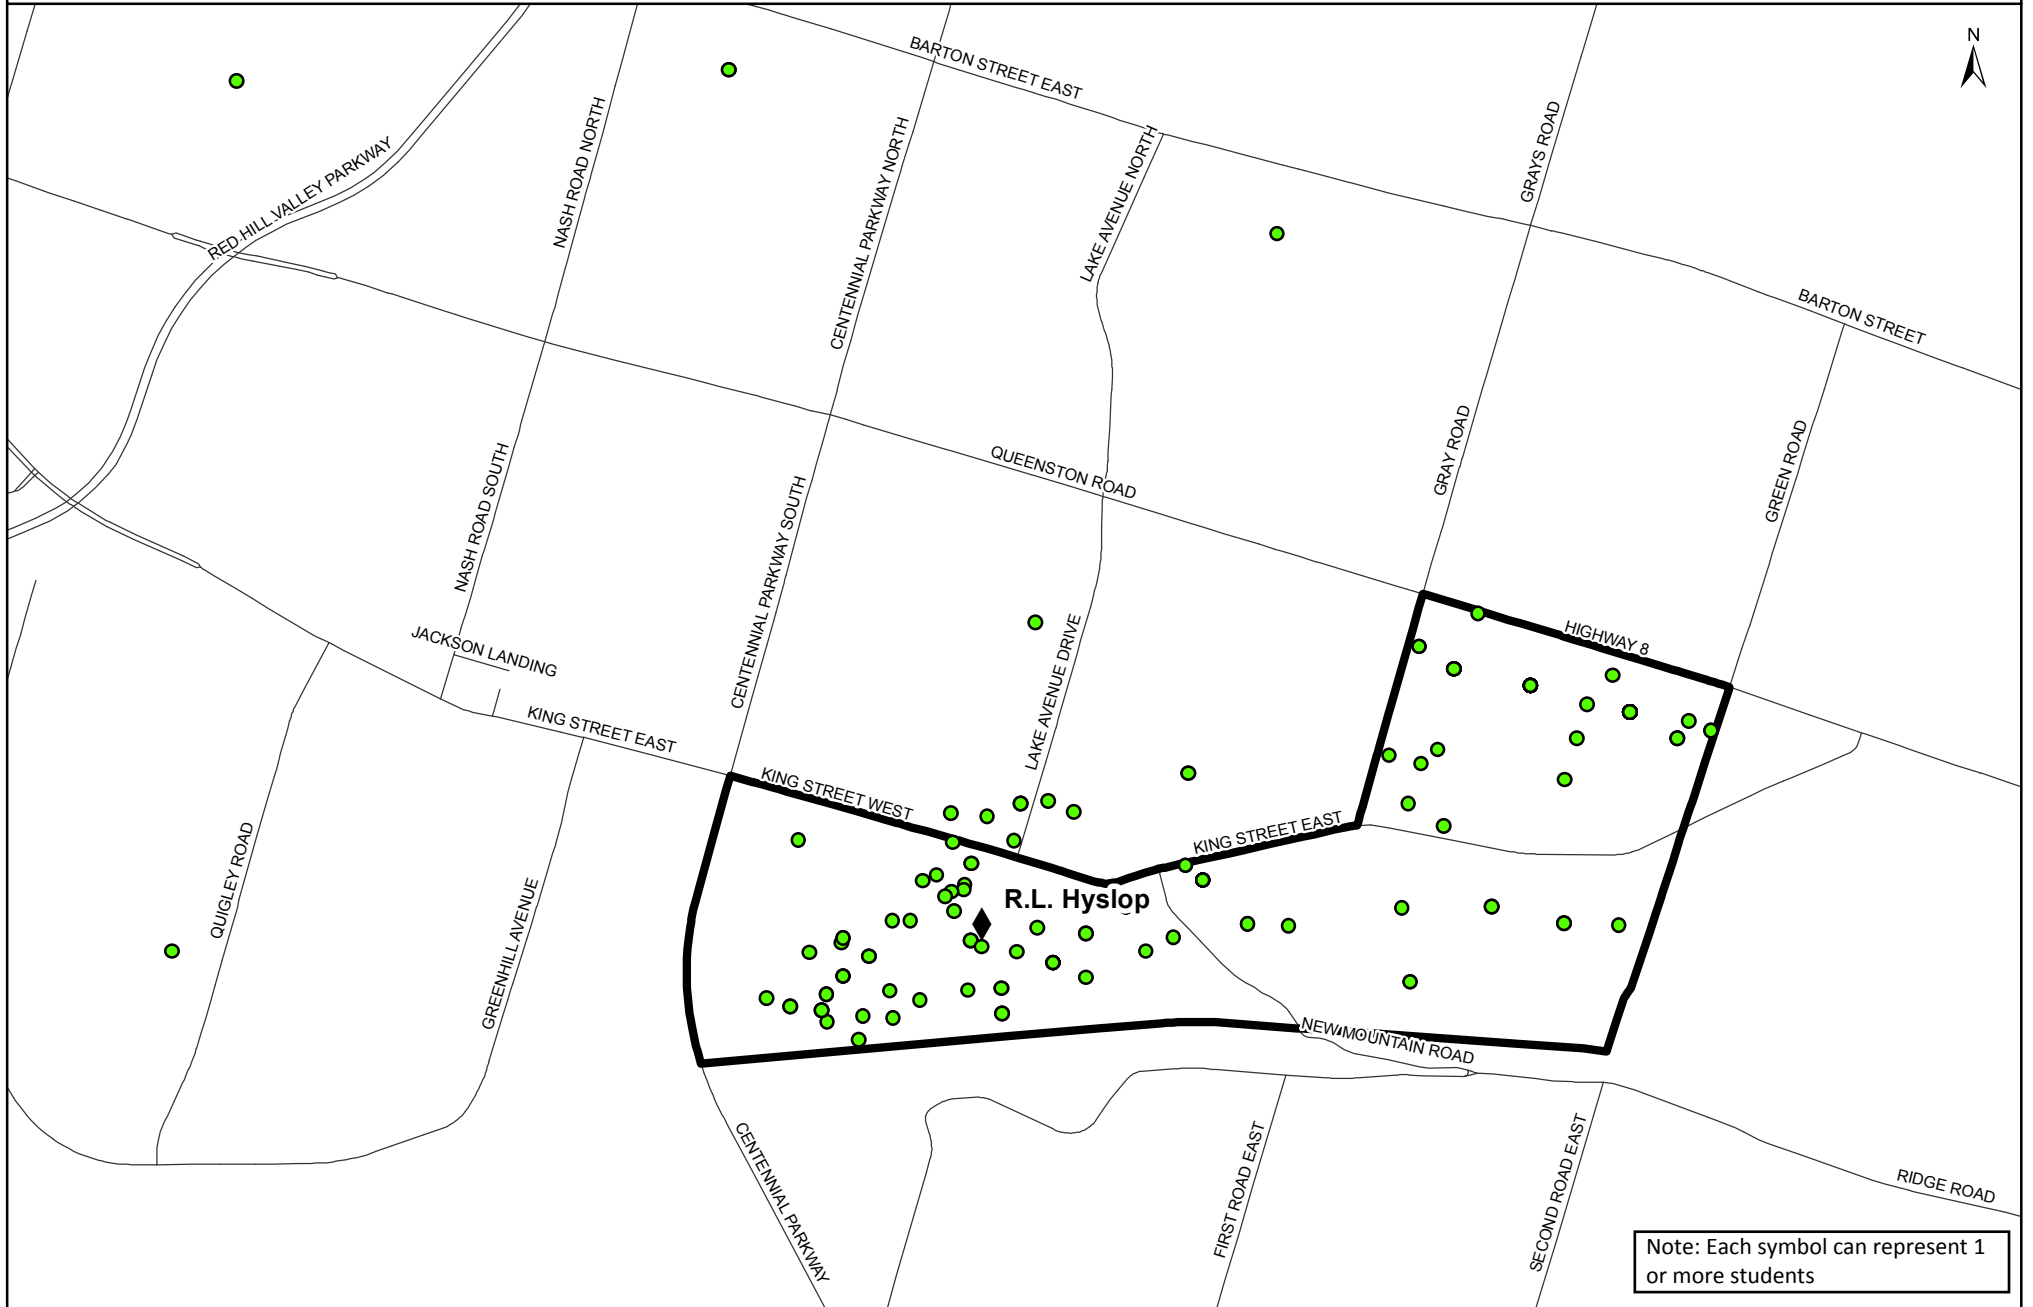 N
BARTON STREET EAST
RED HILL VALLEY PARKWAY
NASH ROAD NORTH
CENTENNIAL PARKWAY NORTH
LAKE AVENUE NORTH
GRAYS ROAD
BARTON STREET
QUEENSTON ROAD
GRAY ROAD
GREEN ROAD
NASH ROAD SOUTH
CENTENNIAL PARKWAY SOUTH
JACKSON LANDING
LAKE AVENUE DRIVE
HIGHWAY 8
KING STREET EAST
KING STREET WEST
KING STREET EAST
QUIGLEY ROAD
GREENHILL AVENUE
R.L. Hyslop
NEW MOUNTAIN ROAD
CENTENNIAL PARKWAY
FIRST ROAD EAST
SECOND ROAD EAST
RIDGE ROAD
Note: Each symbol can represent 1
or more students